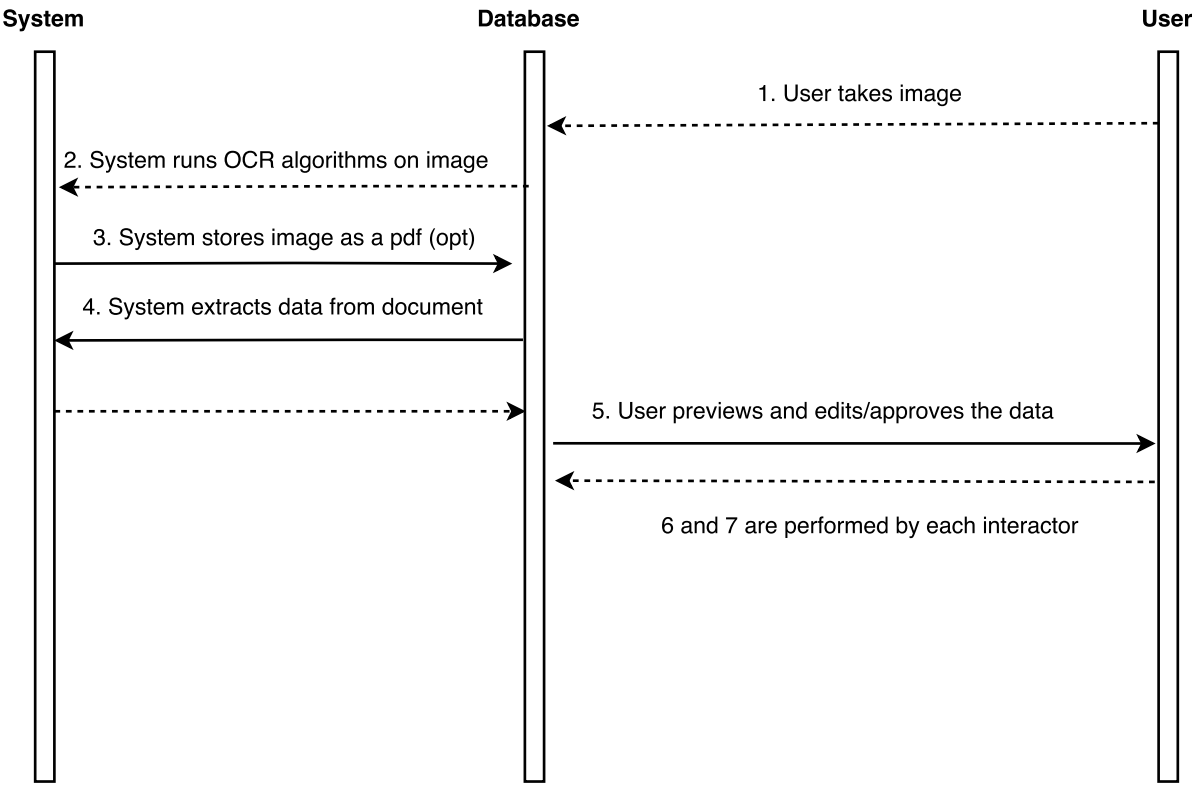 System
Database
User
1. User takes image
2. System runs OCR algorithms on image
3. System stores image as a pdf (opt)
4. System extracts data from document
5. User previews and edits/approves the data
6 and 7 are performed by each interactor